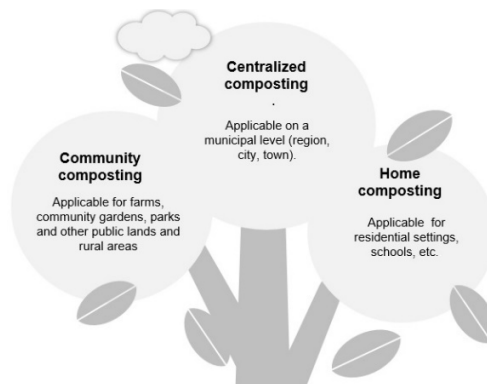 Centralized
composting
.
Applicable on a
municipal level (region,
city, town).
Community
composting
Applicable for farms,
community gardens, parks
and other public lands and
rural areas
Home
composting
Applicable for
residential settings,
schools, etc.